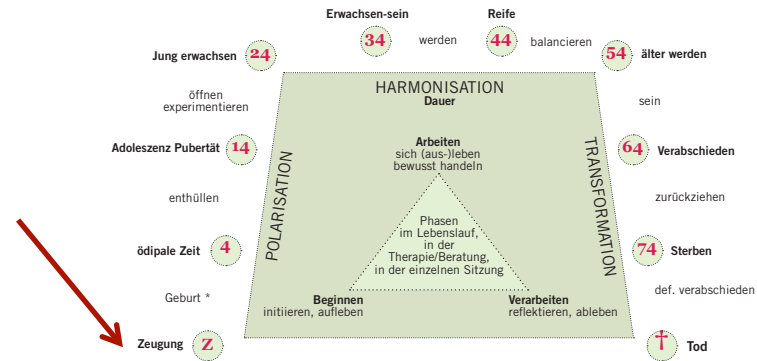 Erwachsen-sein
Reife
34
werden
44
balancieren
Jung erwachsen
24
54
älter werden
HARMONISATION
Dauer
öffnen
experimentieren
sein
Arbeiten
sich (aus-)leben
bewusst handeln
Adoleszenz Pubertät
14
64
Verabschieden
POLARISATION
TRANSFORMATION
enthüllen
zurückziehen
Phasen
im Lebenslauf,
in der
Therapie/Beratung,
in der einzelnen Sitzung
ödipale Zeit
4
74
Sterben
Geburt *
def. verabschieden
Beginnen
initiieren, aufleben
Verarbeiten
reflektieren, ableben
Zeugung
Z
†
Tod